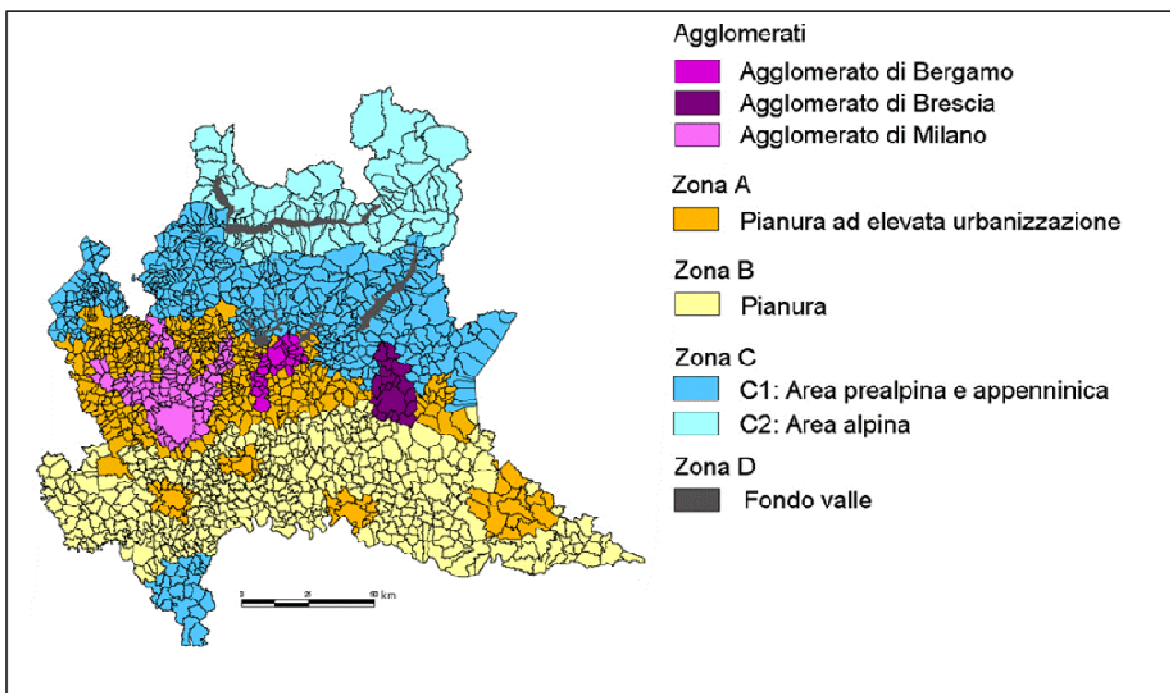 Agglomerati
Agglomerato di Bergamo
Agglomerato di Brescia
Agglomerato di Milano
Zona A
Pianura ad elevata urbanizzazione
Zona B
Pianura
Zona C
C1: Area prealpina e appenninica
C2: Area alpina
Zona D
Fondo valle
km